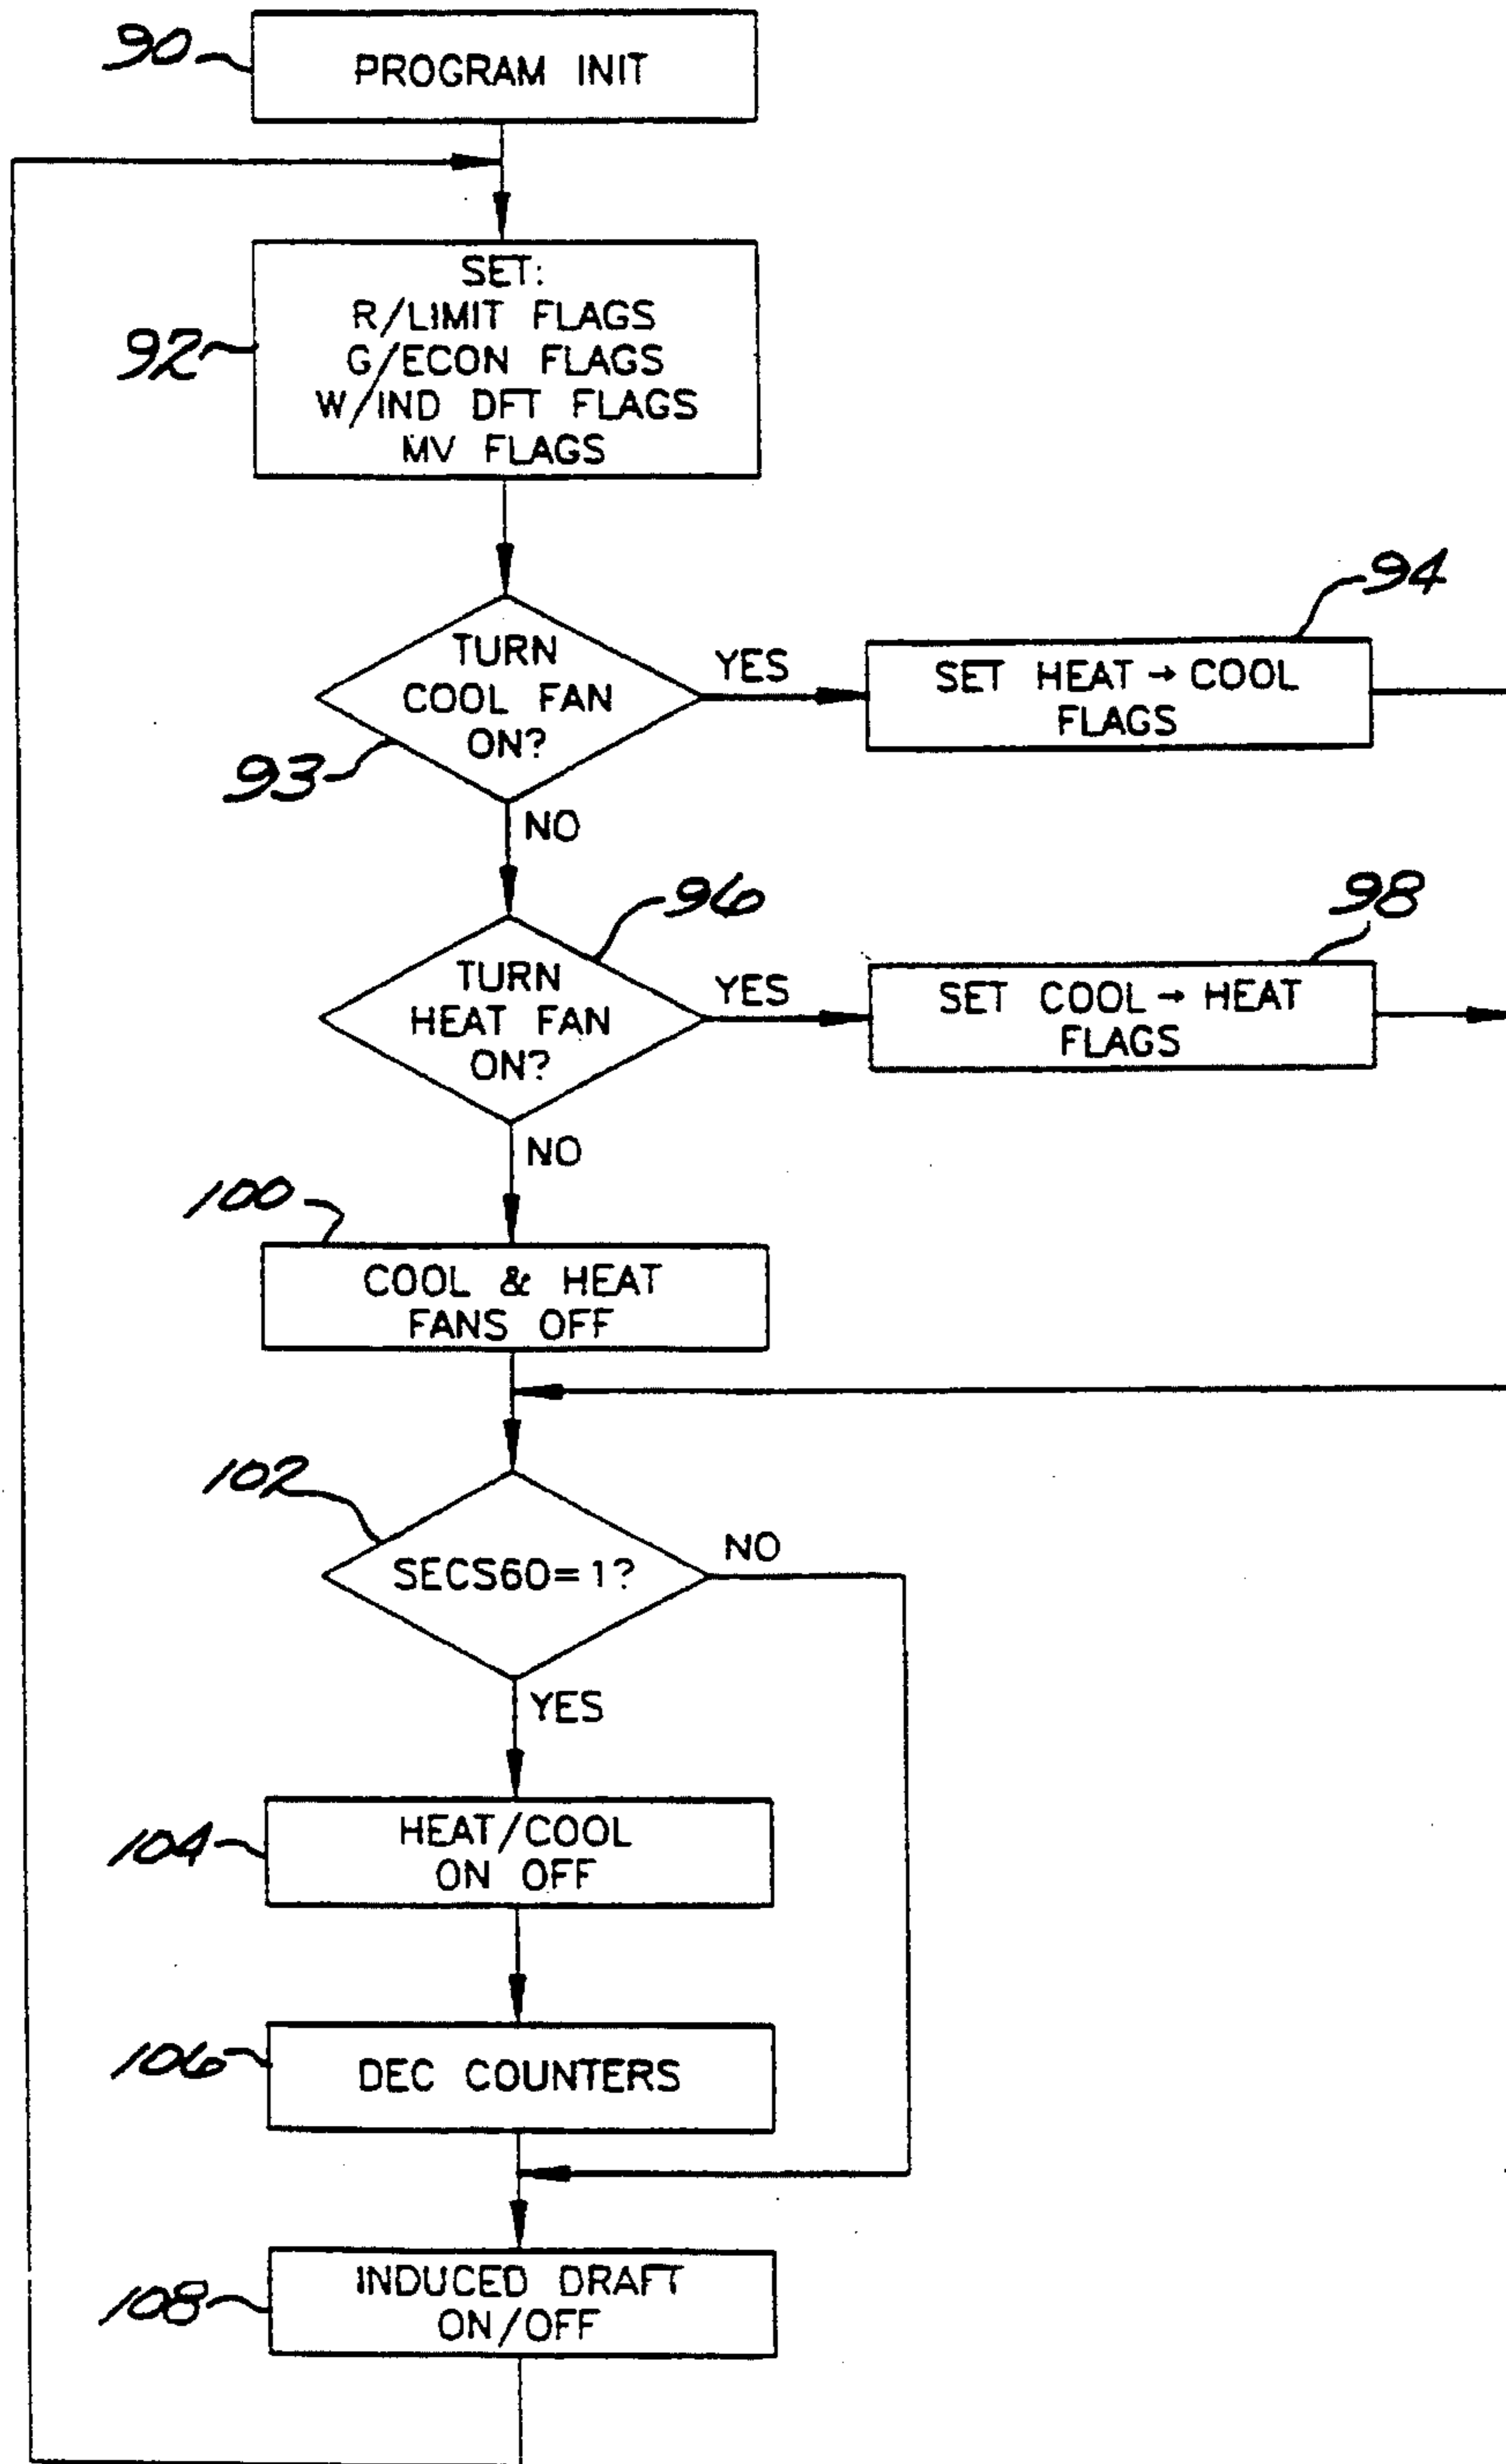 90
PROGRAM INIT
92
SET:
R/LIMIT FLAGS
G/ECON FLAGS
W/IND DFT FLAGS
MV FLAGS
93
TURN
COOL FAN
ON?
YES
94
SET HEAT → COOL
FLAGS
NO
96
TURN
HEAT FAN
ON?
YES
98
SET COOL → HEAT
FLAGS
NO
100
COOL & HEAT
FANS OFF
102
SECS60=1?
NO
YES
104
HEAT/COOL
ON OFF
106
DEC COUNTERS
108
INDUCED DRAFT
ON/OFF